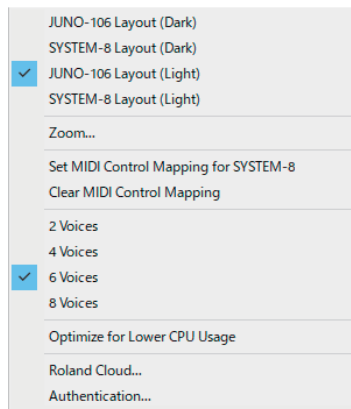 JUNO-106 Layout (Dark)
SYSTEM-8 Layout (Dark)
JUNO-106 Layout (Light)
SYSTEM-8 Layout (Light)
Zoom...
Set MIDI Control Mapping for SYSTEM-8
Clear MIDI Control Mapping
2 Voices
4 Voices
6 Voices
8 Voices
Optimize for Lower CPU Usage
Roland Cloud...
Authentication...